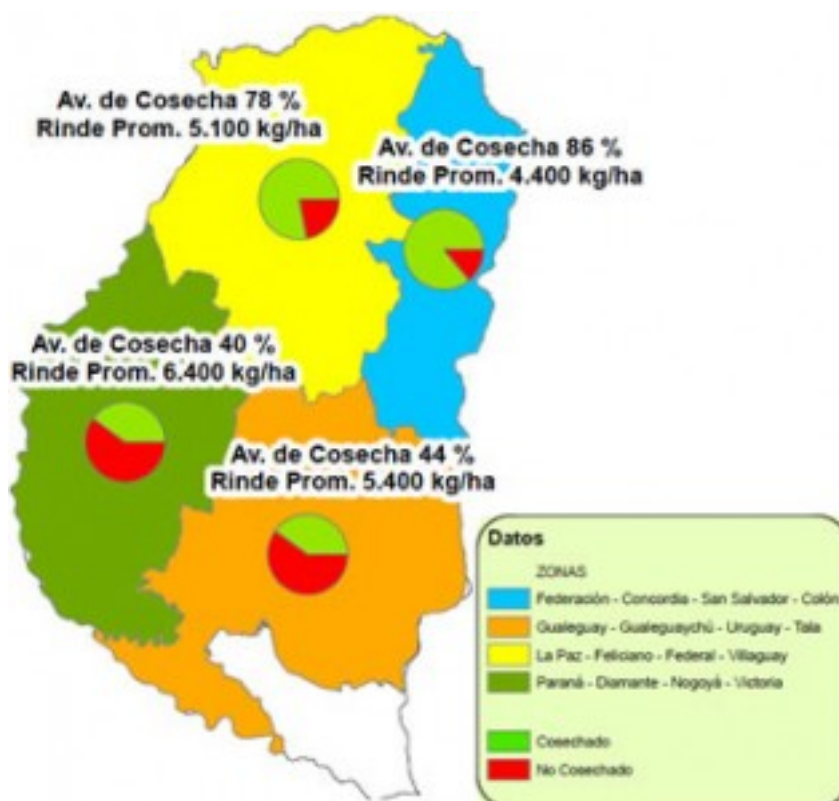 Av. de Cosecha 78 %
Rinde Prom. 5.100 kg/ha
Av. de Cosecha 86 %
Rinde Prom. 4.400 kg/ha
Av. de Cosecha 40 %
Rinde Prom. 6.400 kg/ha
Av. de Cosecha 44 %
Rinde Prom. 5.400 kg/ha
Datos
ZONAS
Federación - Concordia - San Salvador - Colón
Gualeguay - Gualeguaychú - Uruguay - Tala
La Paz - Feliciano - Federal - Villaguay
Paraná - Diamante - Nogoyá - Victoria
Cosechado
No Cosechado